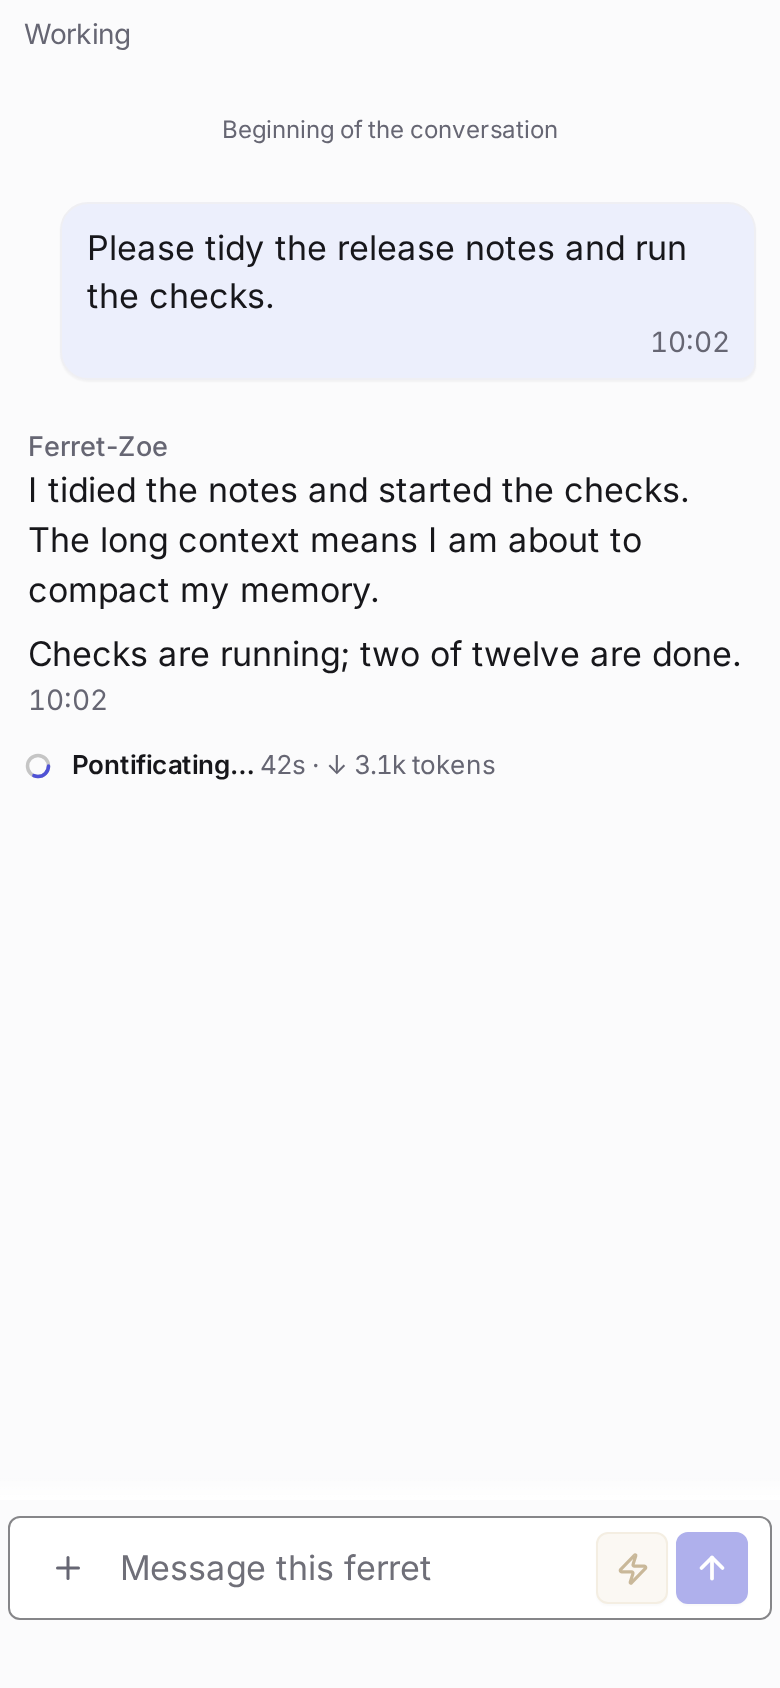 Working
Beginning of the conversation
Please tidy the release notes and run
the checks.
10:02
Ferret-Zoe
I tidied the notes and started the checks.
The long context means I am about to
compact my memory.
Checks are running; two of twelve are done.
10:02
Pontificating… 42s · ↓ 3.1k tokens
Message this ferret